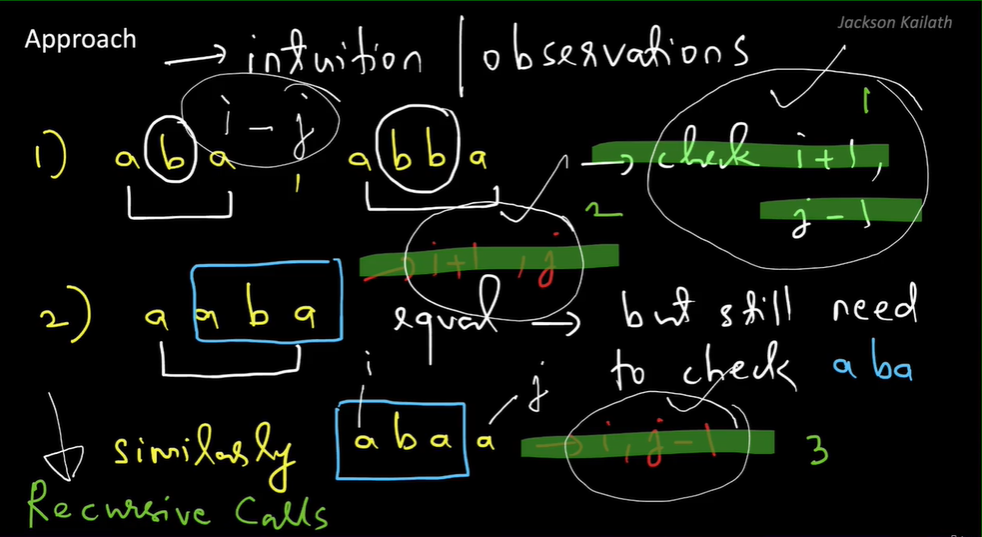 Jackson Kailath
Approach → intuition | observations
1) a b a i - j a b b a → check i+1, 1
j-1
2
→ i+1, j
2) a a b a equal → but still need
to check aba
i j
similarly a b a a → i, j-1 3
Recursive Calls